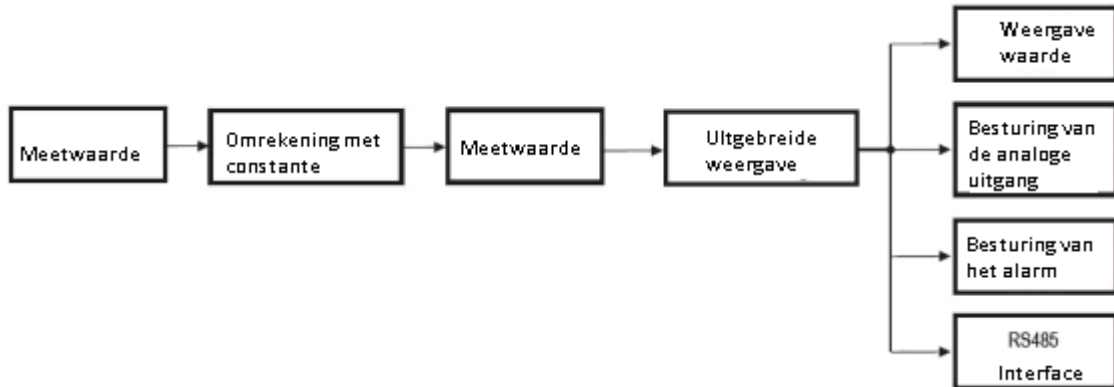 Meetwaarde
Omrekening met
constante
Meetwaarde
Uitgebreide
weergave
Weergave
waarde
Besturing van
de analoge
uitgang
Besturing van
het alarm
RS485
Interface